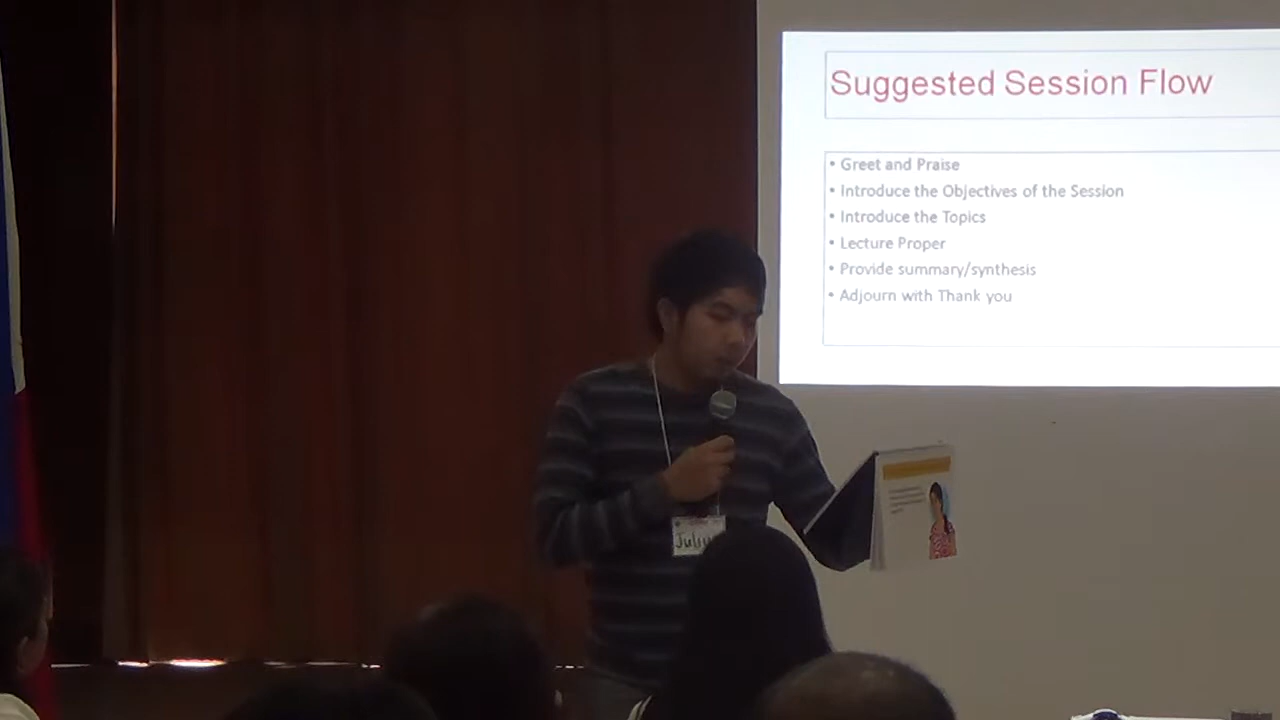 Suggested Session Flow
• Greet and Praise
• Introduce the Objectives of the Session
• Introduce the Topics
• Lecture Proper
• Provide summary/synthesis
• Adjourn with Thank you